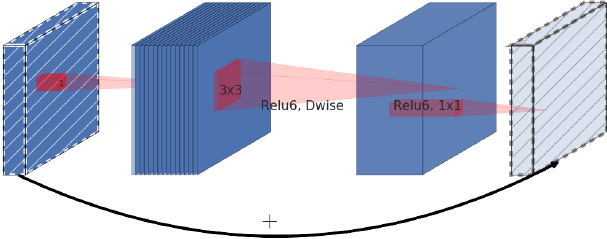 3x3
Relu6, Dwise
Relu6, 1x1
+